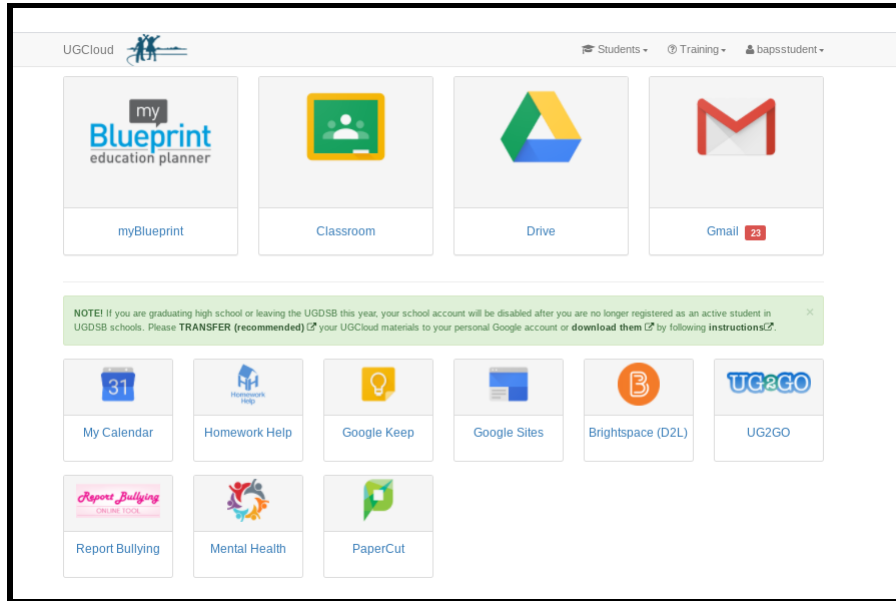 UGCloud
Students
Training
bapsstudent
my
Blueprint
education planner
myBlueprint
Classroom
Drive
Gmail 23
NOTE! If you are graduating high school or leaving the UGDSB this year, your school account will be disabled after you are no longer registered as an active student in
UGDSB schools. Please TRANSFER (recommended) your UGCloud materials to your personal Google account or download them by following instructions.
×
31
Homework
Help
UG2GO
My Calendar
Homework Help
Google Keep
Google Sites
Brightspace (D2L)
UG2GO
Report Bullying
ONLINE TOOL
Report Bullying
Mental Health
PaperCut